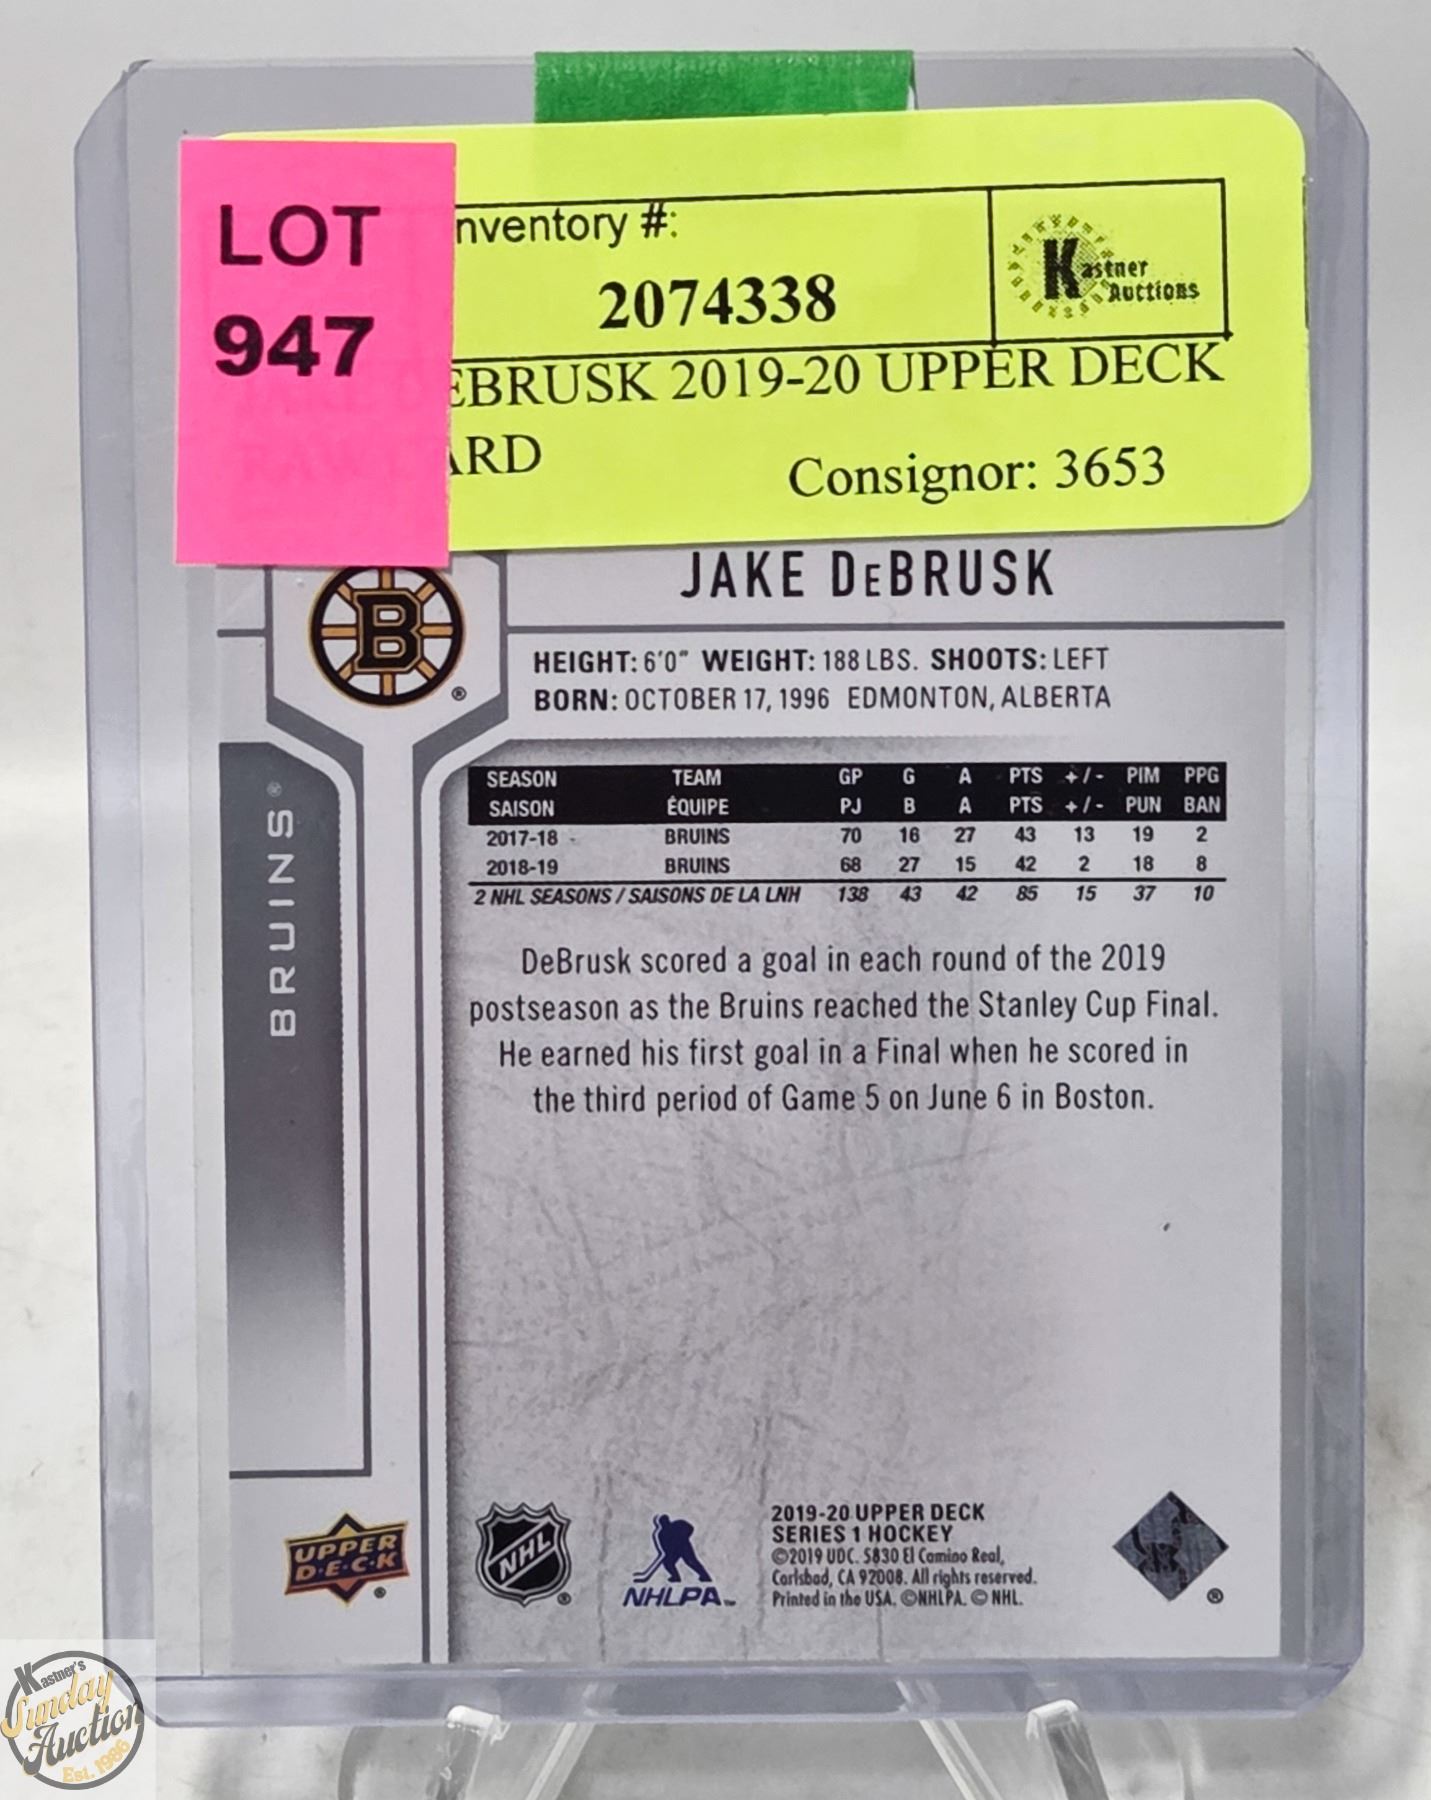 LOT
947
nventory #:
2074338
Kastner
Auctions
EBRUSK 2019-20 UPPER DECK
ARD
Consignor: 3653
JAKE DEBRUSK
B ®
HEIGHT: 6'0" WEIGHT: 188 LBS. SHOOTS: LEFT
BORN: OCTOBER 17, 1996 EDMONTON, ALBERTA
BRUINS®
SEASON TEAM GP G A PTS +/- PIM PPG
SAISON ÉQUIPE PJ B A PTS +/- PUN BAN
2017-18 BRUINS 70 16 27 43 13 19 2
2018-19 BRUINS 68 27 15 42 2 18 8
2 NHL SEASONS / SAISONS DE LA LNH 138 43 42 85 15 37 10
DeBrusk scored a goal in each round of the 2019
postseason as the Bruins reached the Stanley Cup Final.
He earned his first goal in a Final when he scored in
the third period of Game 5 on June 6 in Boston.
UPPER
D·E·C·K ®
NHL ®
NHLPA™
2019-20 UPPER DECK
SERIES 1 HOCKEY
©2019 UDC. 5830 El Camino Real,
Carlsbad, CA 92008. All rights reserved.
Printed in the USA. ©NHLPA. © NHL.
®
Kastner's
Sunday
Auction
Est. 1986